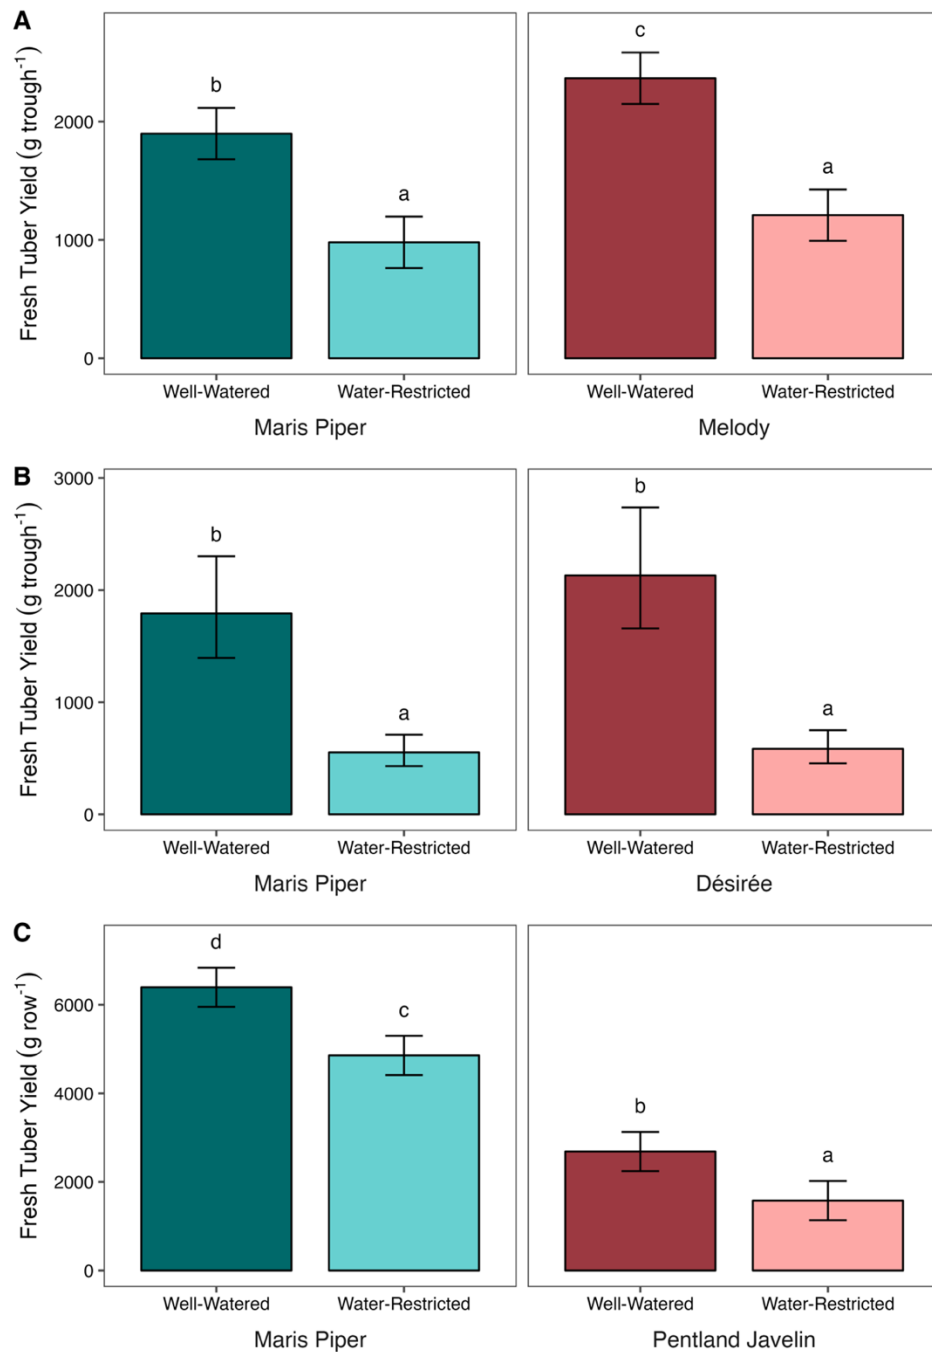 A
Fresh Tuber Yield (g trough⁻¹)
2000
1000
0
b
a
c
a
Well-Watered
Water-Restricted
Well-Watered
Water-Restricted
Maris Piper
Melody
B
Fresh Tuber Yield (g trough⁻¹)
3000
2000
1000
0
b
a
b
a
Well-Watered
Water-Restricted
Well-Watered
Water-Restricted
Maris Piper
Désirée
C
Fresh Tuber Yield (g row⁻¹)
6000
4000
2000
0
d
c
b
a
Well-Watered
Water-Restricted
Well-Watered
Water-Restricted
Maris Piper
Pentland Javelin